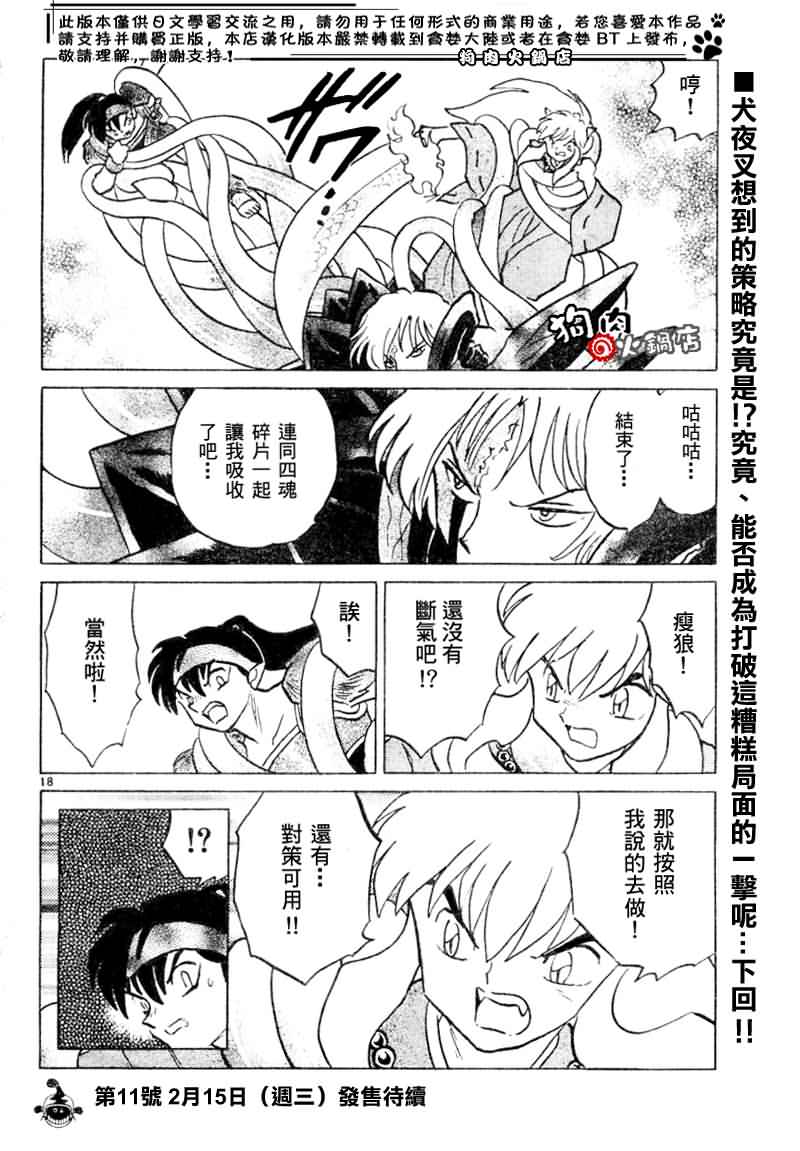 此版本僅供日文學習交流之用，請勿用于任何形式的商業用途，若您喜愛本作品
請支持并購買正版，本店漢化版本嚴禁轉載到貪婪大陸或者在貪婪BT上發布，
敬請理解，謝謝支持！
狗肉火鍋店
哼！
ザワ
狗肉
火鍋店
咕咕咕…
結束了…
連同四魂
碎片一起
讓我吸收
了吧…
瘦狼！
還沒有
斷氣吧！？
誒！
當然啦！
18
那就按照
我說的去做！
還有…
對策可用！！
！？
■犬夜叉想到的策略究竟是！？究竟、能否成為打破這糟糕局面的一擊呢…下回！！
第11號 2月15日（週三）發售待續